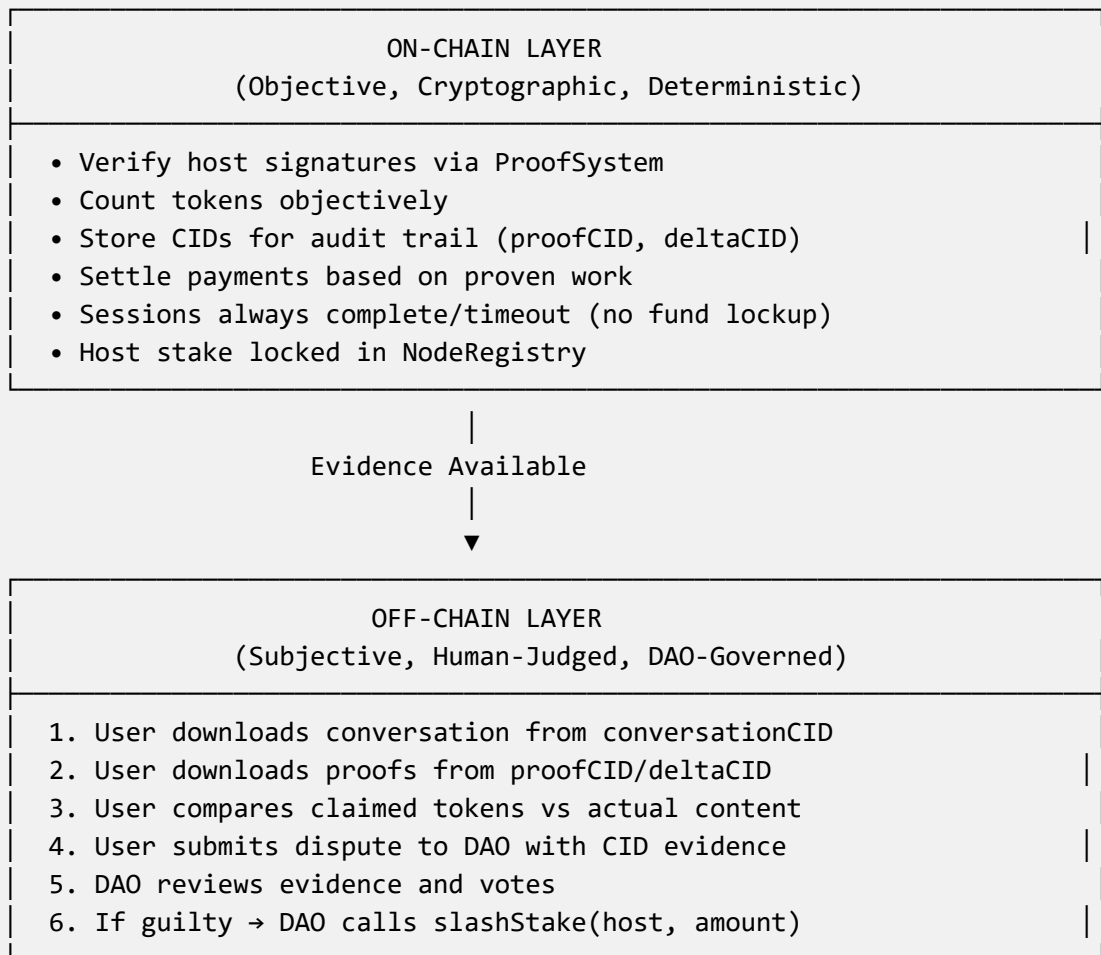 ON-CHAIN LAYER
(Objective, Cryptographic, Deterministic)
• Verify host signatures via ProofSystem
• Count tokens objectively
• Store CIDs for audit trail (proofCID, deltaCID)
• Settle payments based on proven work
• Sessions always complete/timeout (no fund lockup)
• Host stake locked in NodeRegistry
Evidence Available
OFF-CHAIN LAYER
(Subjective, Human-Judged, DAO-Governed)
1. User downloads conversation from conversationCID
2. User downloads proofs from proofCID/deltaCID
3. User compares claimed tokens vs actual content
4. User submits dispute to DAO with CID evidence
5. DAO reviews evidence and votes
6. If guilty → DAO calls slashStake(host, amount)